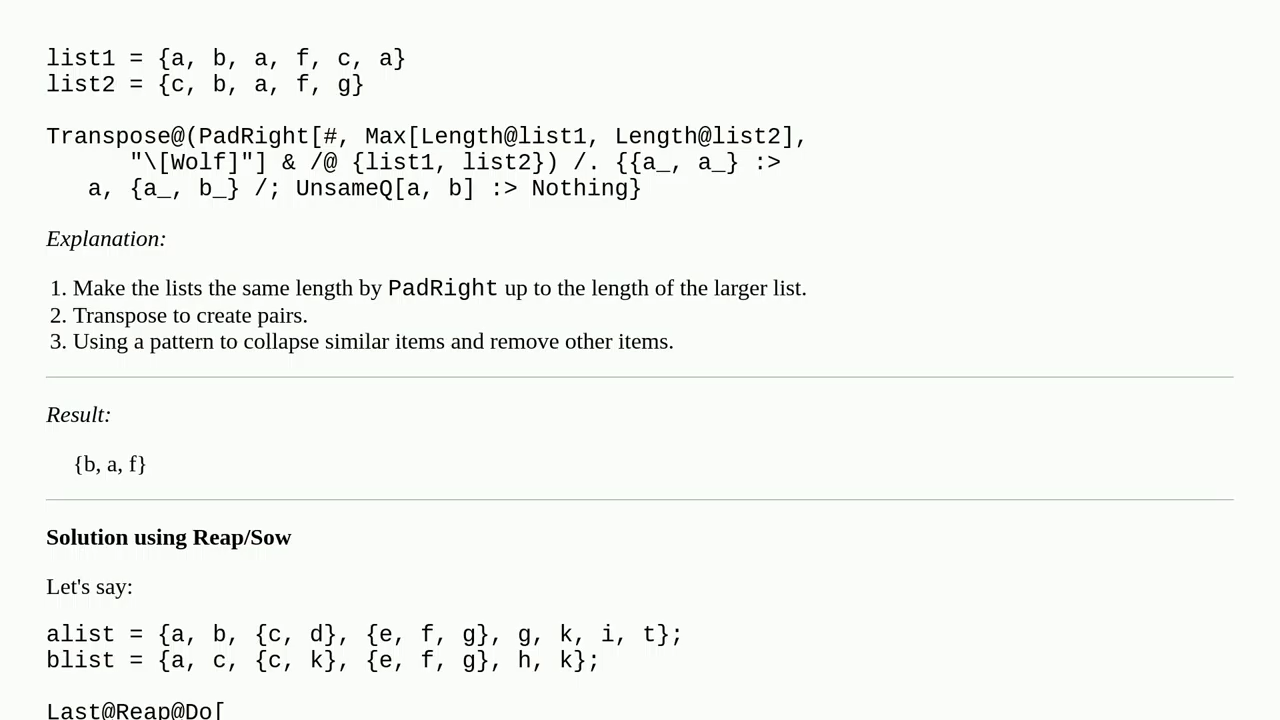 list1 = {a, b, a, f, c, a}
list2 = {c, b, a, f, g}
Transpose@(PadRight[#, Max[Length@list1, Length@list2],
"\[Wolf]"] & /@ {list1, list2}) /. {{a_, a_} :>
a, {a_, b_} /; UnsameQ[a, b] :> Nothing}
Explanation:
1. Make the lists the same length by PadRight up to the length of the larger list.
2. Transpose to create pairs.
3. Using a pattern to collapse similar items and remove other items.
Result:
{b, a, f}
Solution using Reap/Sow
Let's say:
alist = {a, b, {c, d}, {e, f, g}, g, k, i, t};
blist = {a, c, {c, k}, {e, f, g}, h, k};
Last@Reap@Do[